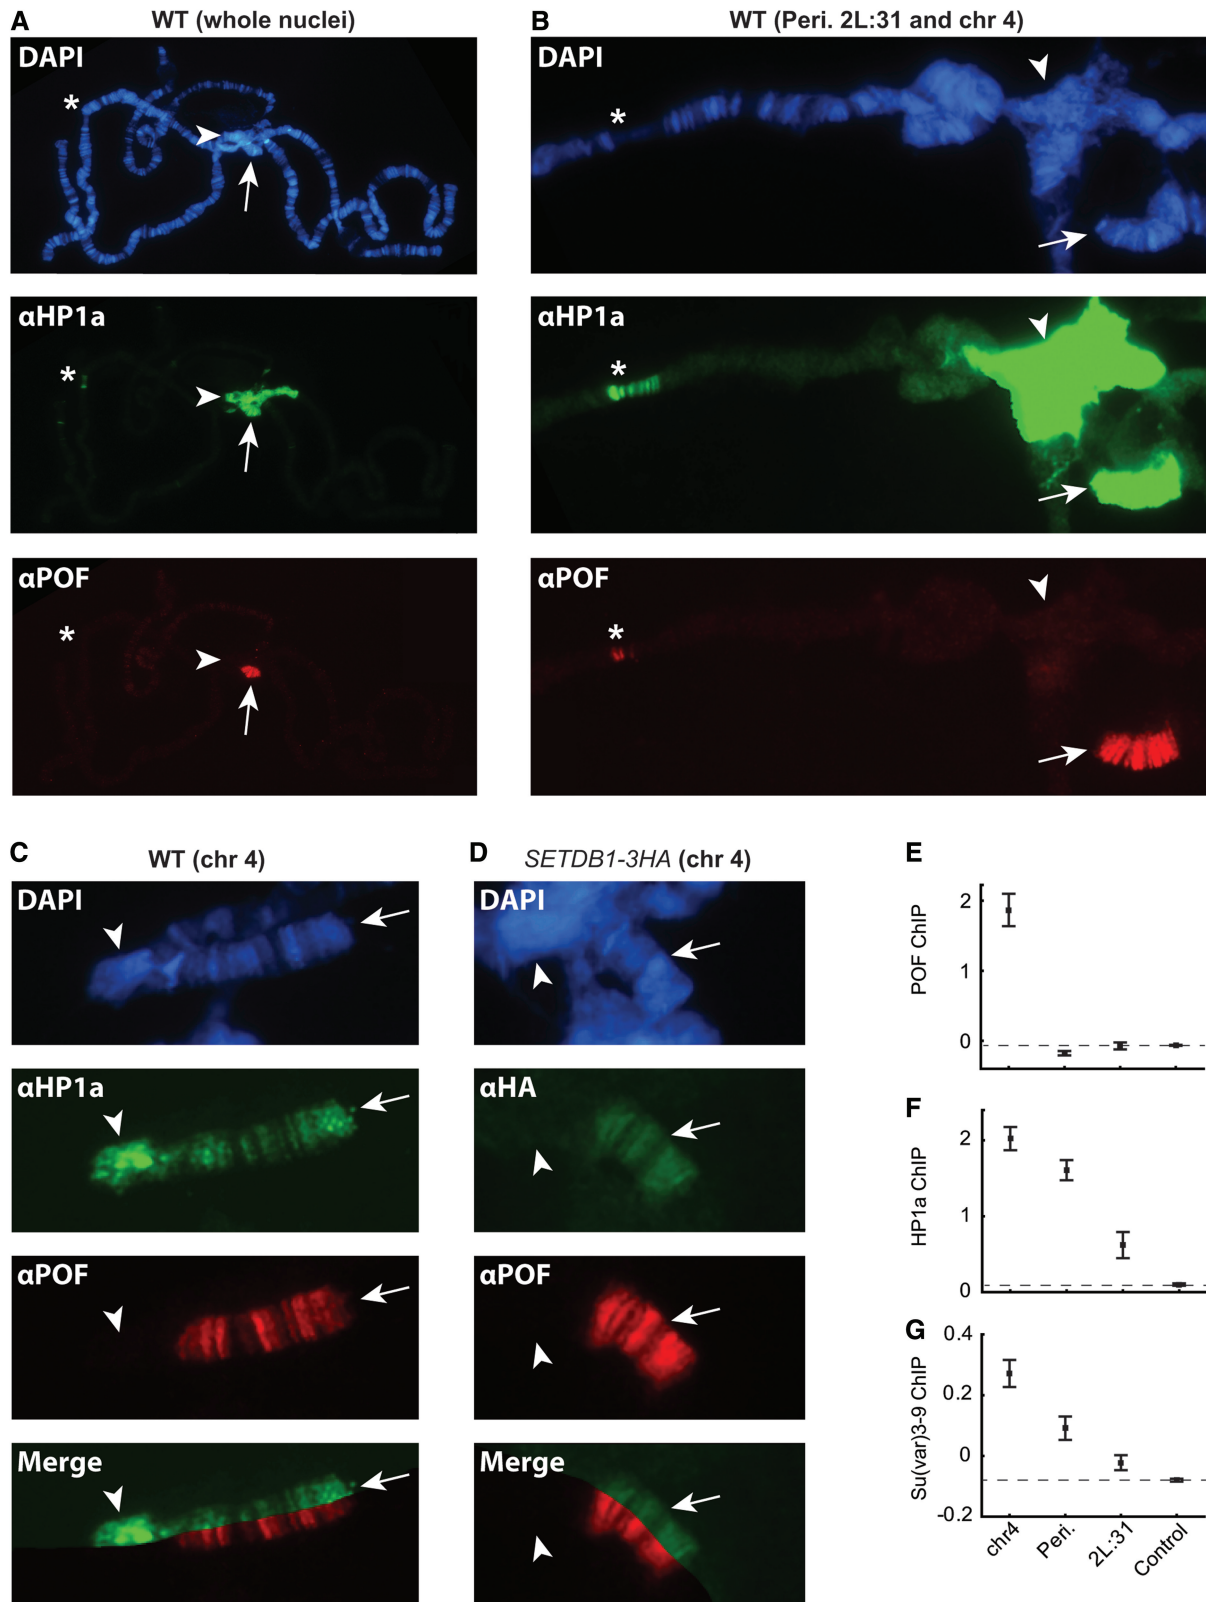 A WT (whole nuclei)
DAPI
*
αHP1a
*
αPOF
*
B WT (Peri. 2L:31 and chr 4)
DAPI
*
αHP1a
*
αPOF
*
C WT (chr 4)
DAPI
αHP1a
αPOF
Merge
D SETDB1-3HA (chr 4)
DAPI
αHA
αPOF
Merge
E
POF ChIP
2
1
0
F
HP1a ChIP
2
1
0
G
Su(var)3-9 ChIP
0.4
0.2
0
-0.2
chr4
Peri.
2L:31
Control